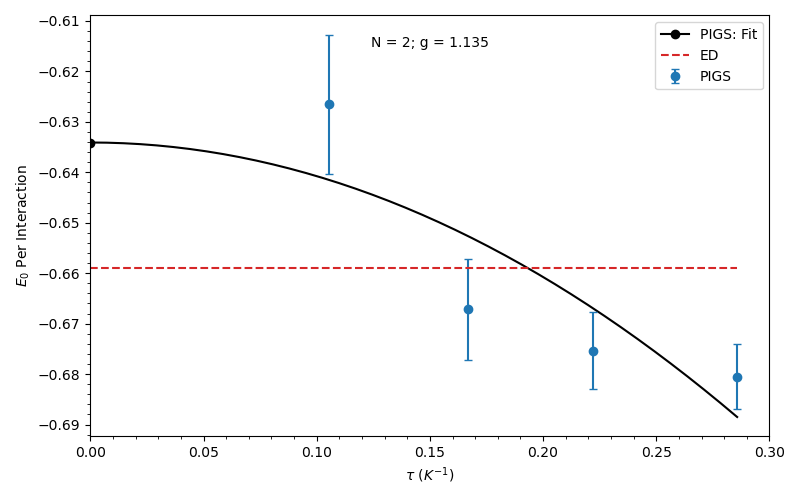 N = 2; g = 1.135
PIGS: Fit
ED
PIGS
E₀ Per Interaction
−0.61
−0.62
−0.63
−0.64
−0.65
−0.66
−0.67
−0.68
−0.69
0.00 0.05 0.10 0.15 0.20 0.25 0.30
τ (K⁻¹)